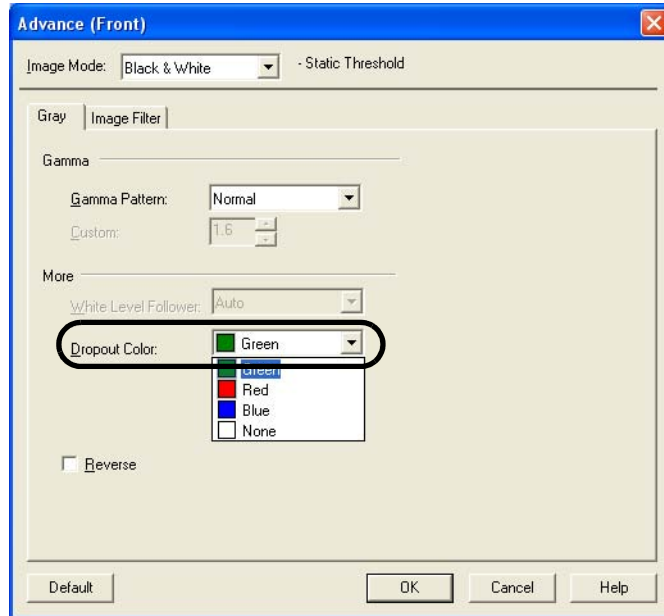 Advance (Front)
Image Mode: Black & White - Static Threshold
Gray Image Filter
Gamma
Gamma Pattern: Normal
Custom: 1.6
More
White Level Follower: Auto
Dropout Color: Green
Green
Red
Blue
None
Reverse
Default OK Cancel Help